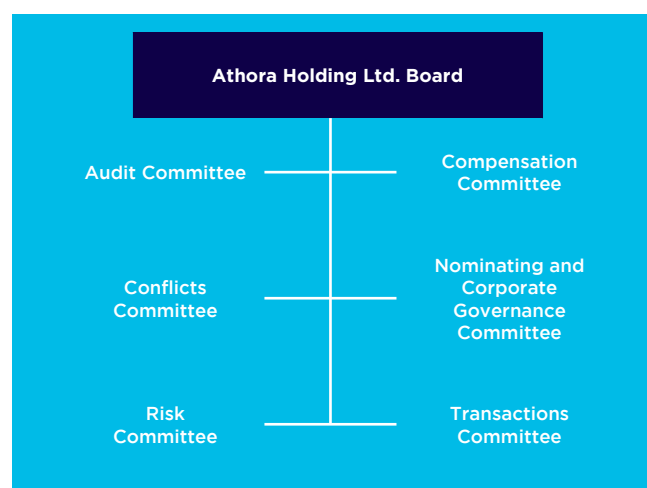 Athora Holding Ltd. Board
Audit Committee
Compensation
Committee
Conflicts
Committee
Nominating and
Corporate
Governance
Committee
Risk
Committee
Transactions
Committee